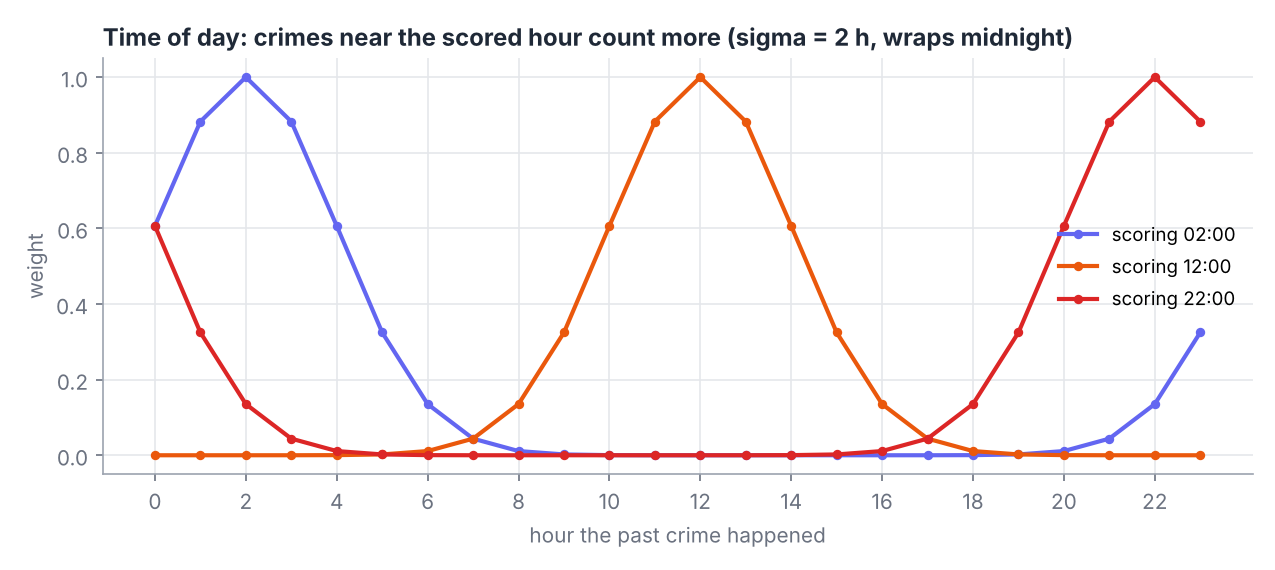 Time of day: crimes near the scored hour count more (sigma = 2 h, wraps midnight)
1.0
0.8
0.6
0.4
0.2
0.0
weight
scoring 02:00
scoring 12:00
scoring 22:00
0 2 4 6 8 10 12 14 16 18 20 22
hour the past crime happened